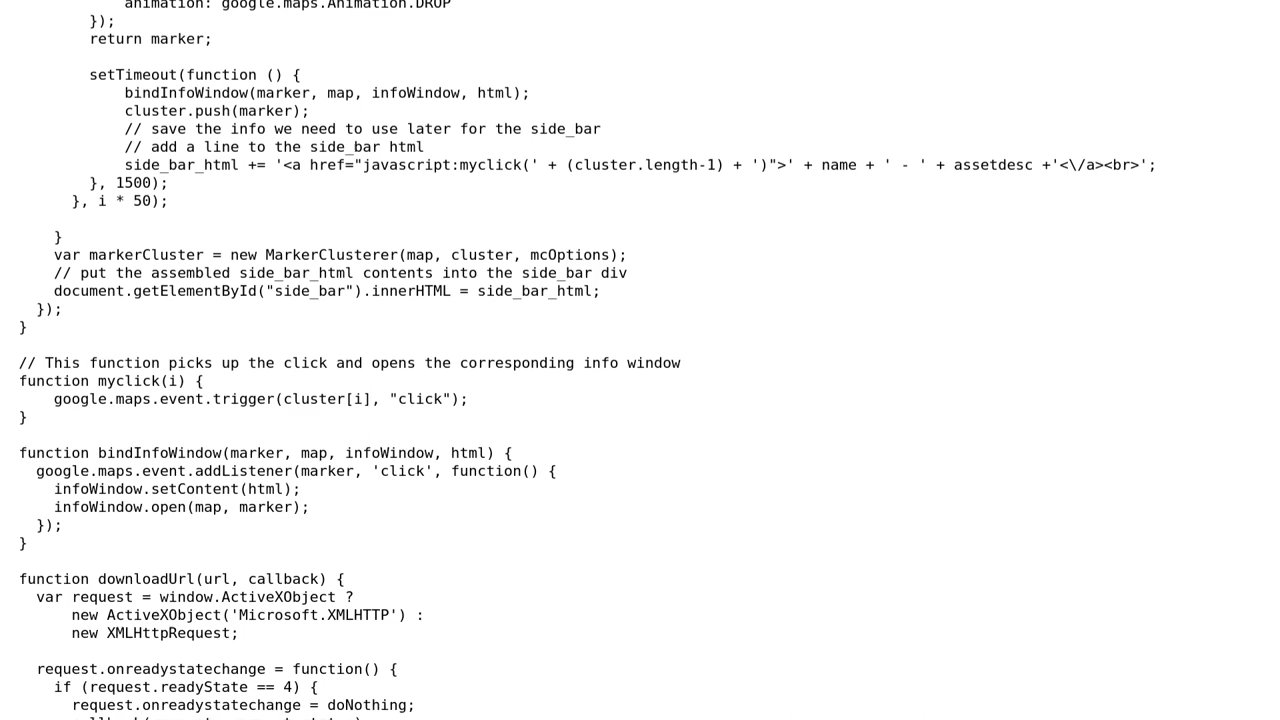 animation: google.maps.Animation.DROP
});
return marker;
setTimeout(function () {
bindInfoWindow(marker, map, infoWindow, html);
cluster.push(marker);
// save the info we need to use later for the side_bar
// add a line to the side_bar html
side_bar_html += '<a href="javascript:myclick(' + (cluster.length-1) + ')">' + name + ' - ' + assetdesc +'<\/a><br>';
}, 1500);
}, i * 50);
}
var markerCluster = new MarkerClusterer(map, cluster, mcOptions);
// put the assembled side_bar_html contents into the side_bar div
document.getElementById("side_bar").innerHTML = side_bar_html;
});
}
// This function picks up the click and opens the corresponding info window
function myclick(i) {
google.maps.event.trigger(cluster[i], "click");
}
function bindInfoWindow(marker, map, infoWindow, html) {
google.maps.event.addListener(marker, 'click', function() {
infoWindow.setContent(html);
infoWindow.open(map, marker);
});
}
function downloadUrl(url, callback) {
var request = window.ActiveXObject ?
new ActiveXObject('Microsoft.XMLHTTP') :
new XMLHttpRequest;
request.onreadystatechange = function() {
if (request.readyState == 4) {
request.onreadystatechange = doNothing;